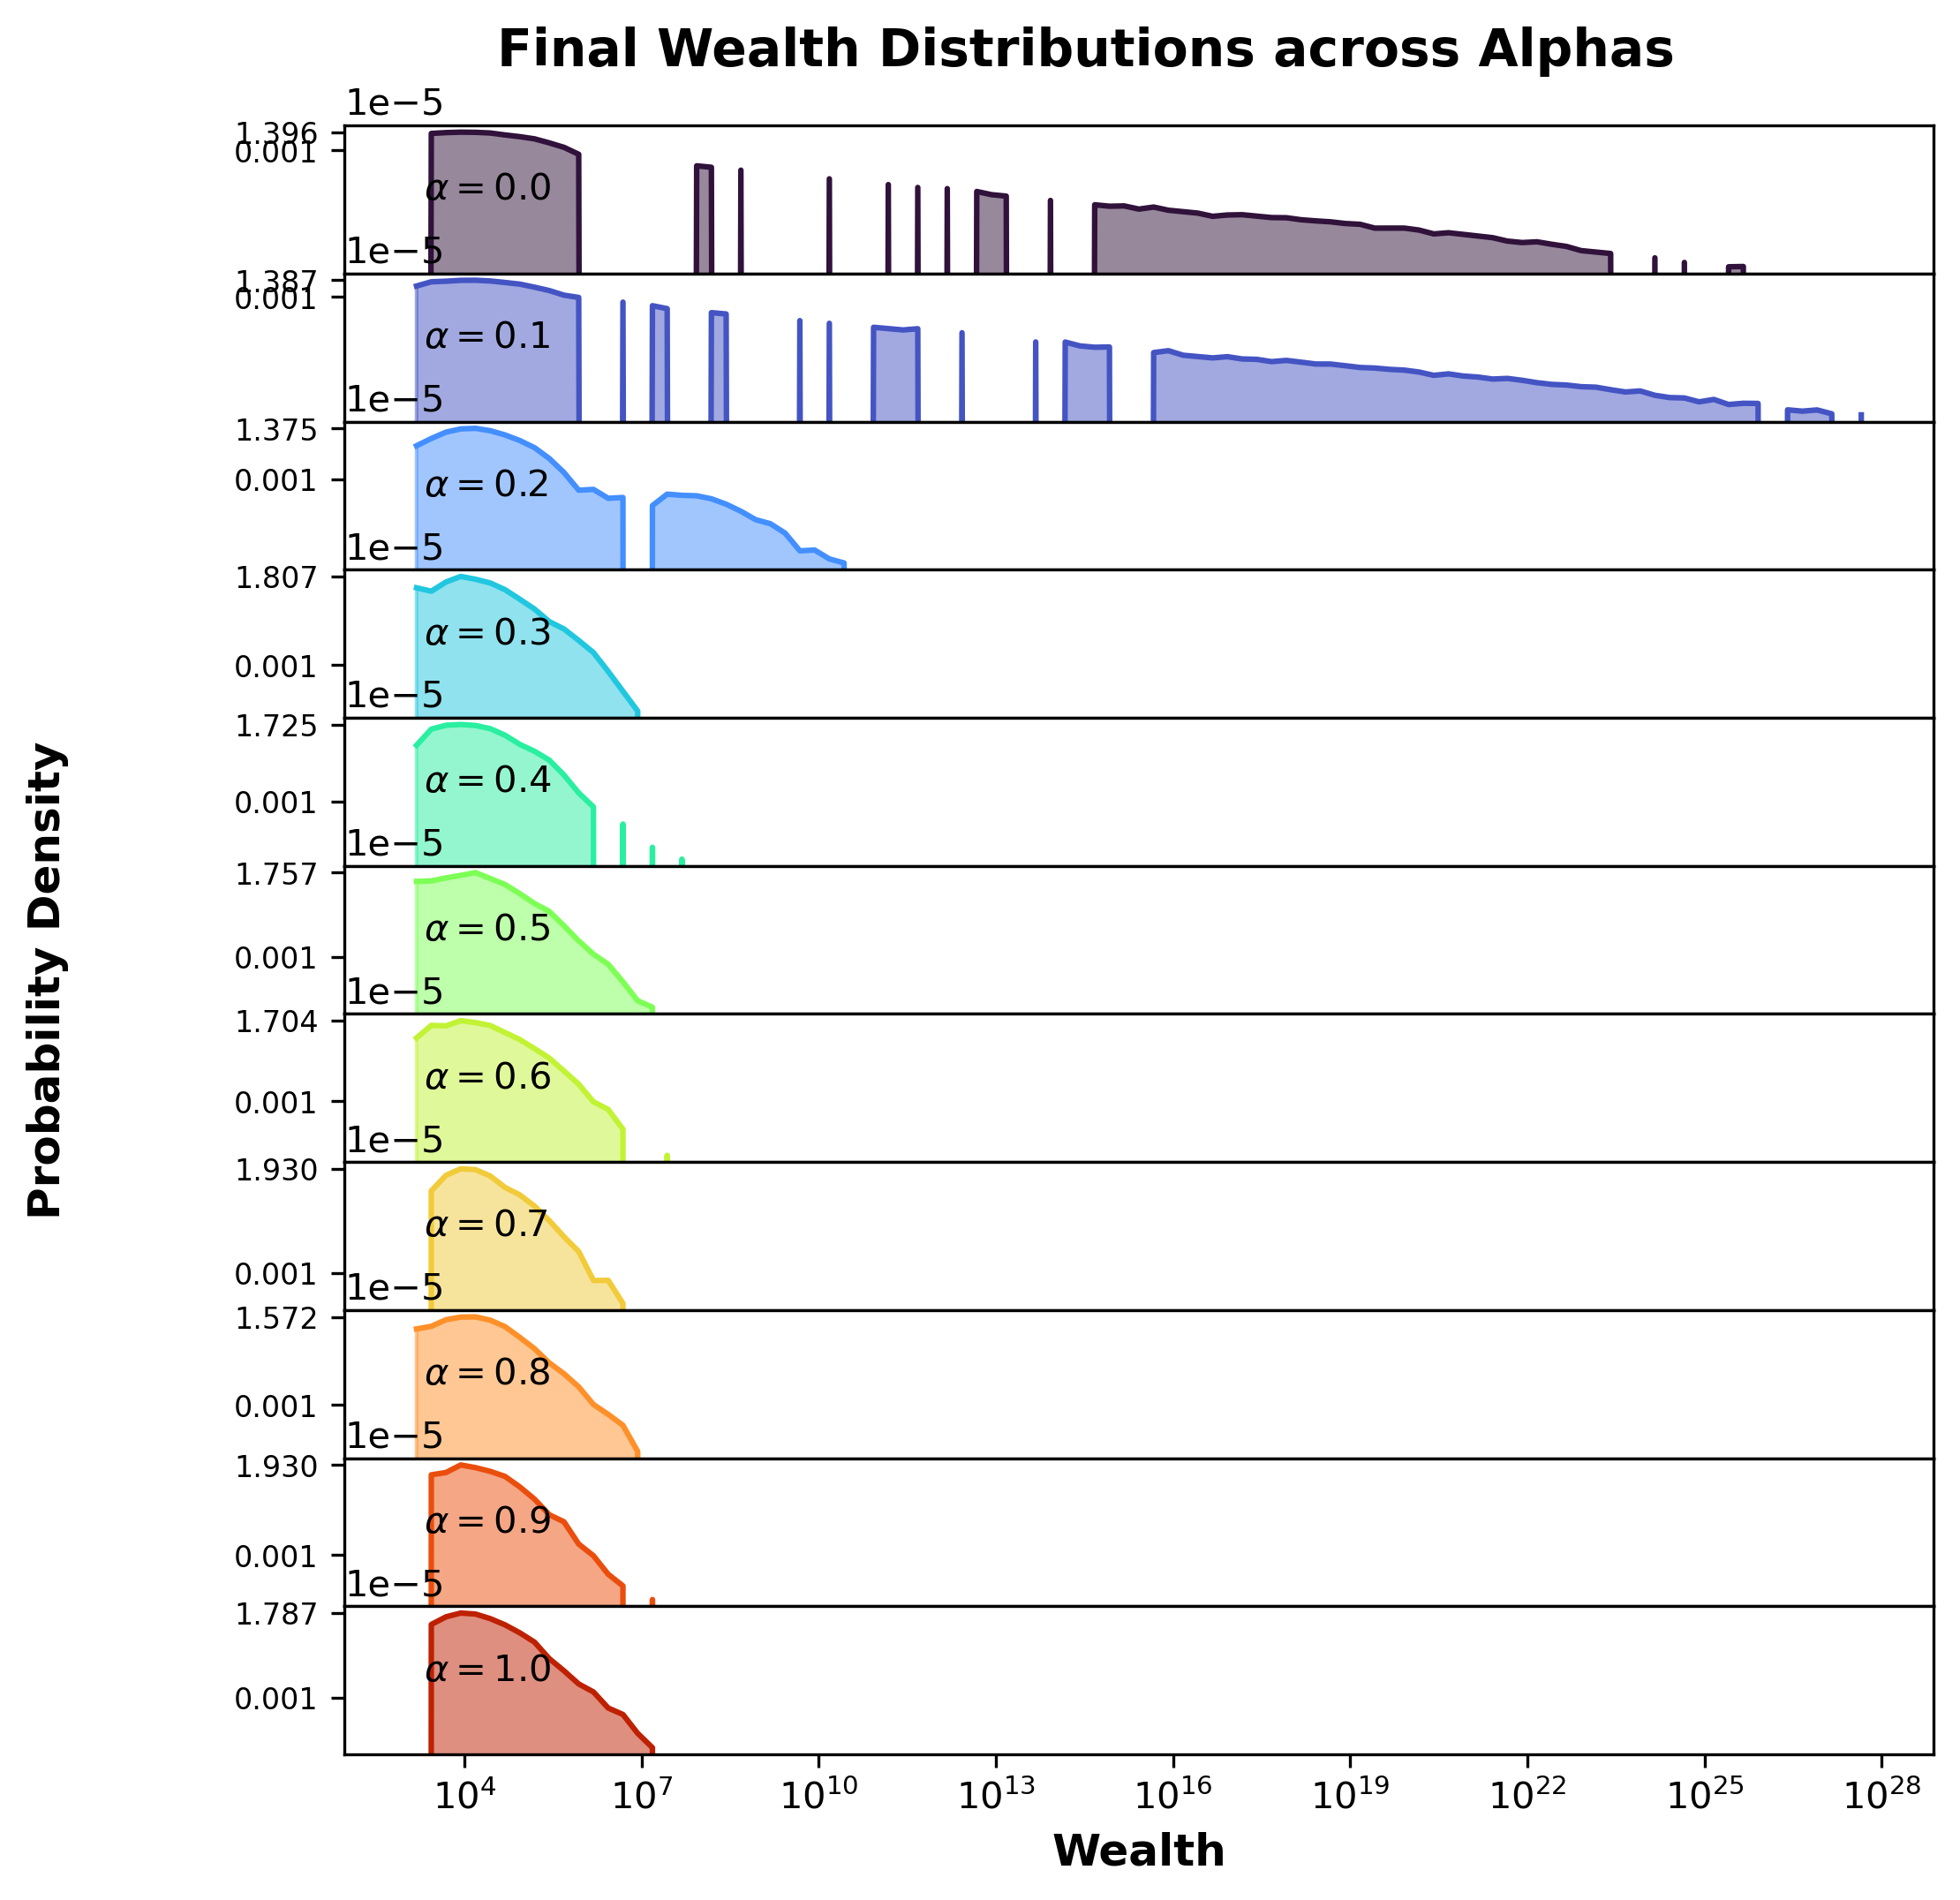 Final Wealth Distributions across Alphas
1e−5
1.396
0.001
α = 0.0
1e−5
1.387
0.001
α = 0.1
1e−5
1.375
0.001
α = 0.2
1e−5
1.807
0.001
α = 0.3
1e−5
1.725
0.001
α = 0.4
1e−5
1.757
0.001
α = 0.5
1e−5
1.704
0.001
α = 0.6
1e−5
1.930
0.001
α = 0.7
1e−5
1.572
0.001
α = 0.8
1e−5
1.930
0.001
α = 0.9
1e−5
1.787
0.001
α = 1.0
Probability Density
10⁴ 10⁷ 10¹⁰ 10¹³ 10¹⁶ 10¹⁹ 10²² 10²⁵ 10²⁸
Wealth